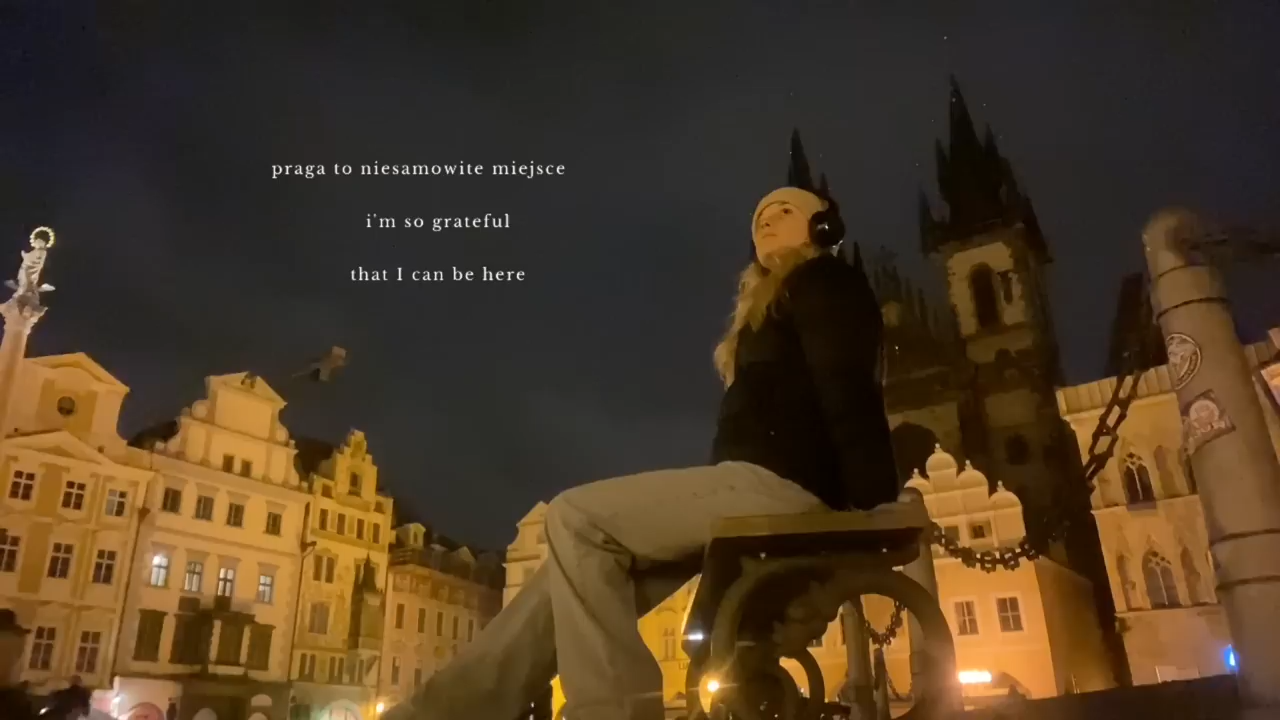 praga to niesamowite miejsce
i'm so grateful
that I can be here